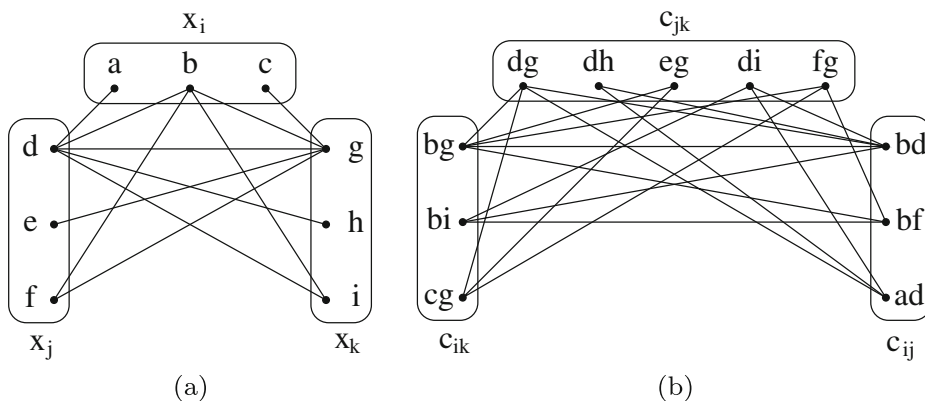 x_i
a b c
d
e
f
x_j
g
h
i
x_k
(a)
c_jk
dg dh eg di fg
bg
bi
cg
c_ik
bd
bf
ad
c_ij
(b)